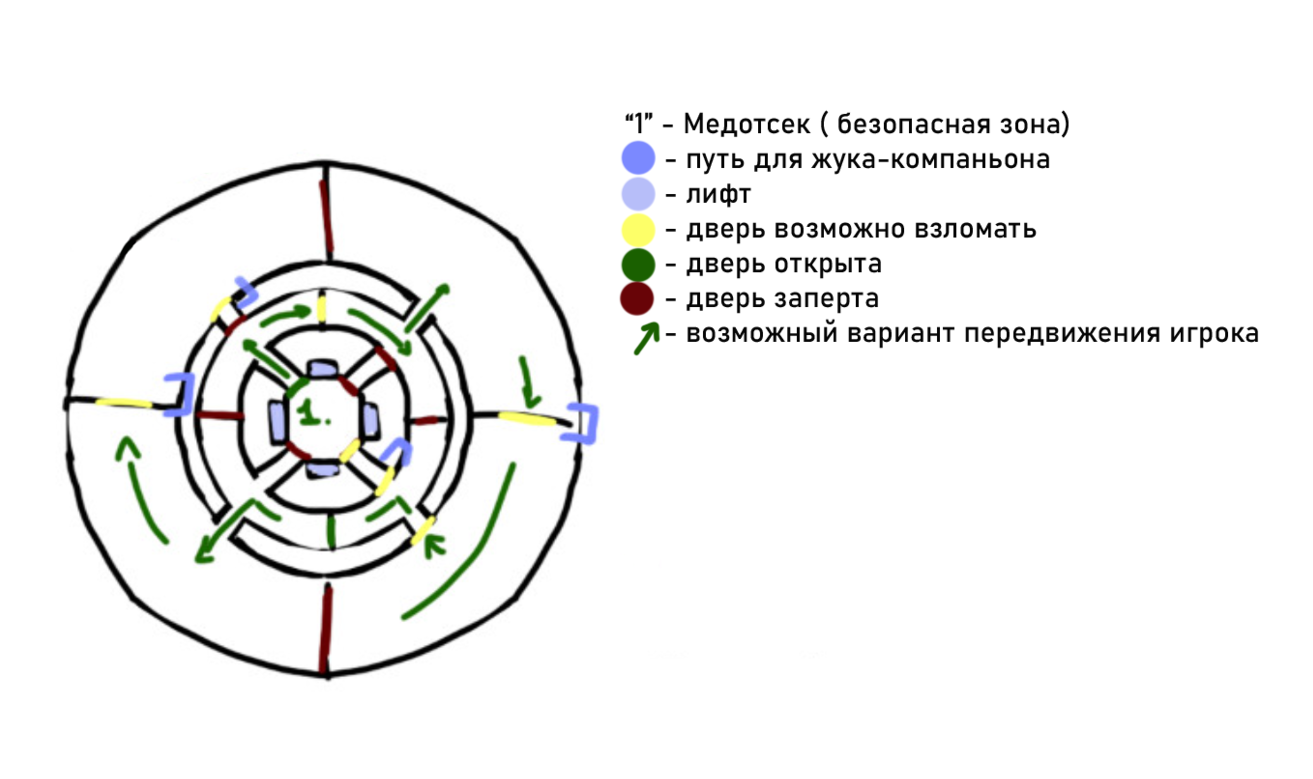 “1” - Медотсек ( безопасная зона)
- путь для жука-компаньона
- лифт
- дверь возможно взломать
- дверь открыта
- дверь заперта
- возможный вариант передвижения игрока
1.